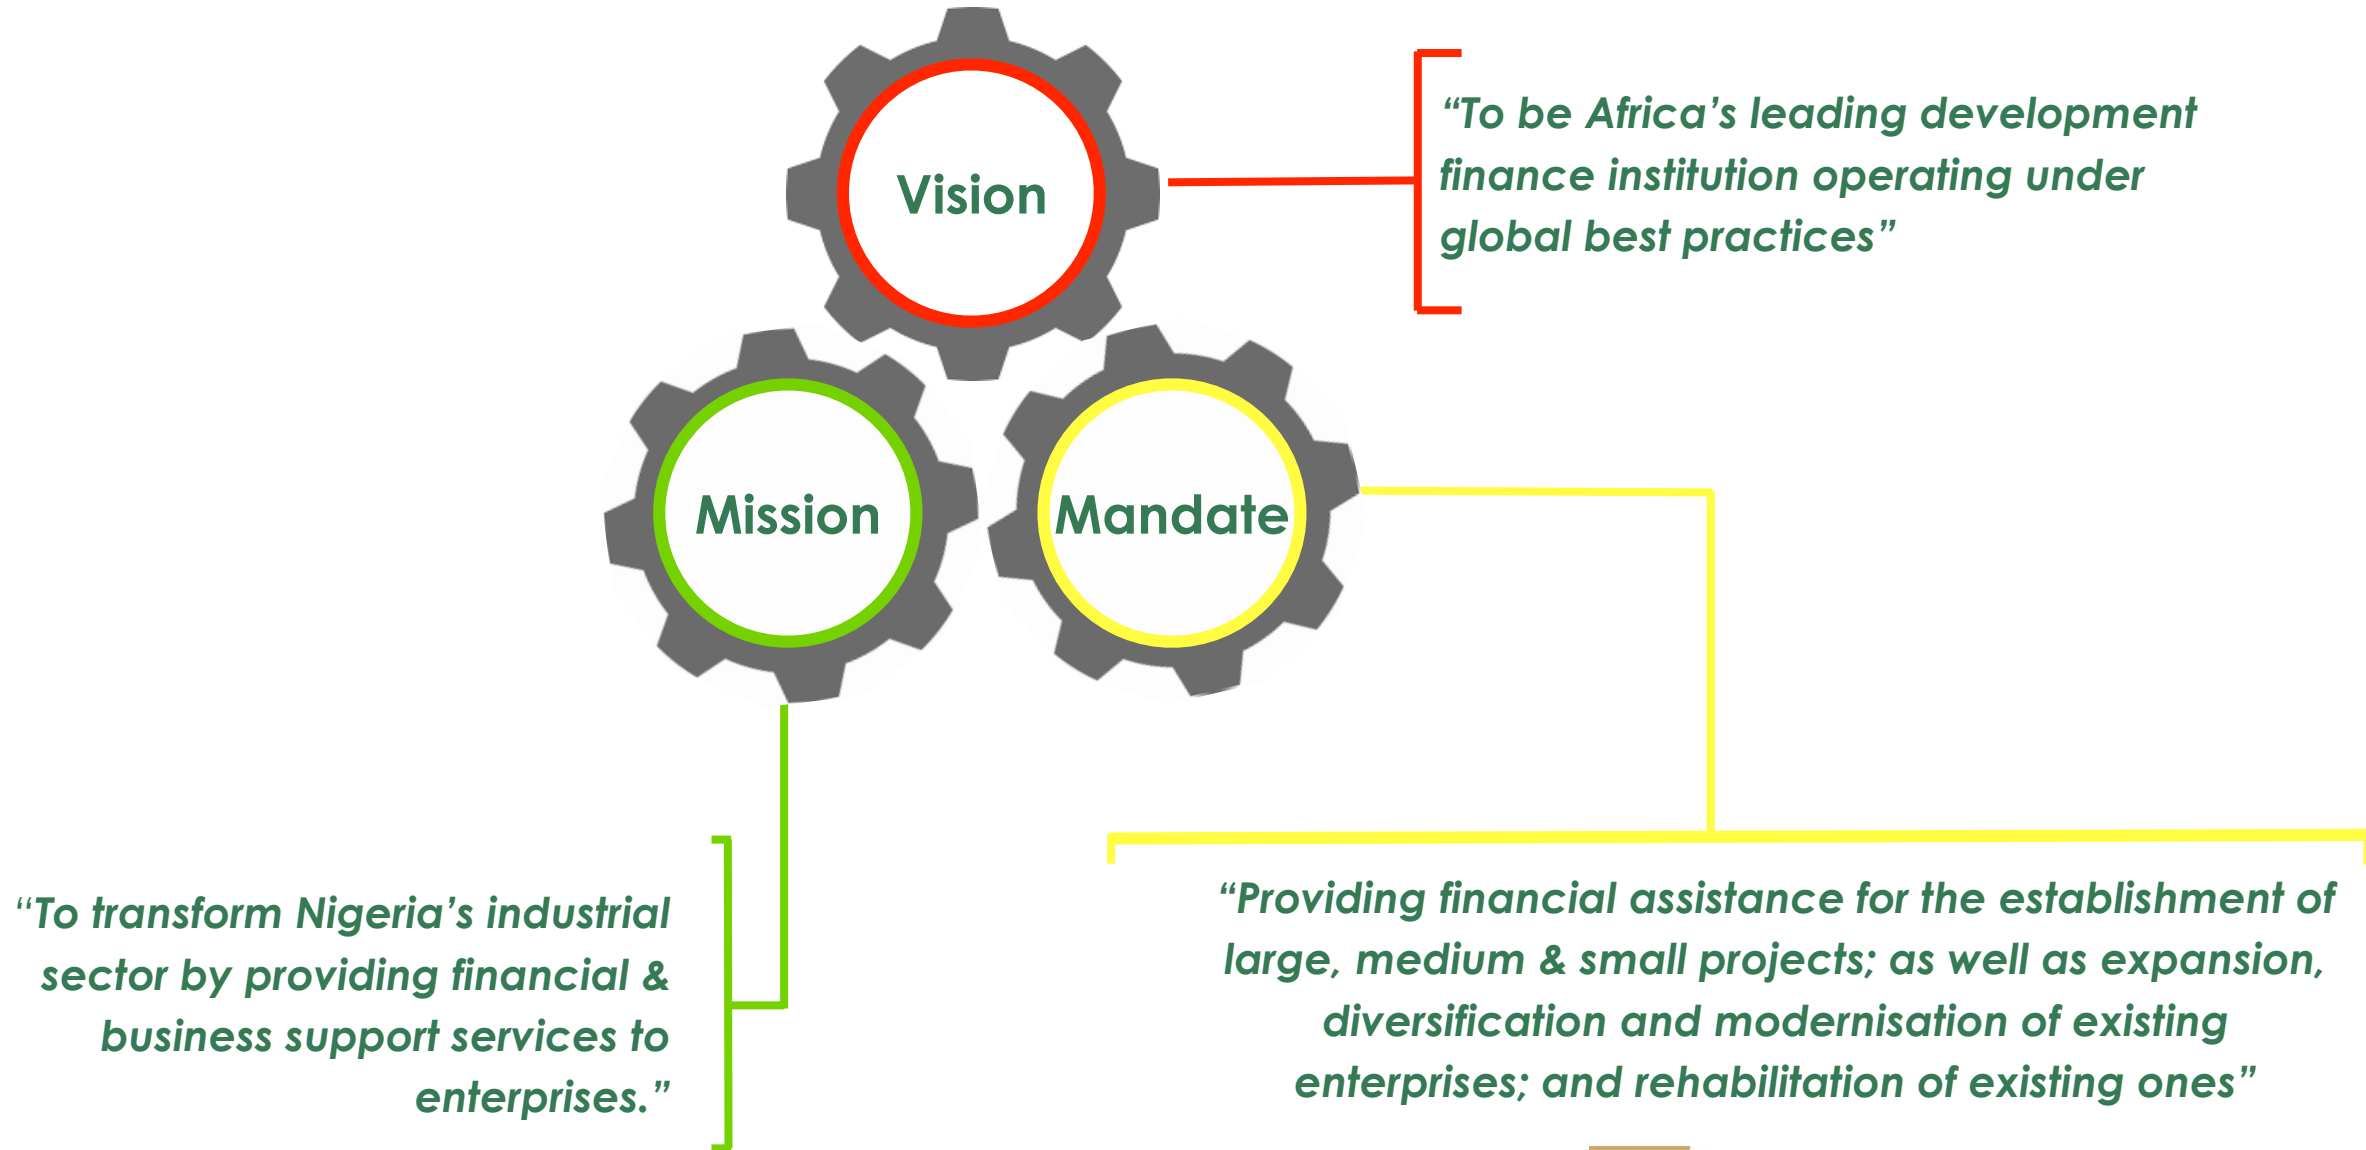 Vision
“To be Africa’s leading development
finance institution operating under
global best practices”
Mission
Mandate
“To transform Nigeria’s industrial
sector by providing financial &
business support services to
enterprises.”
“Providing financial assistance for the establishment of
large, medium & small projects; as well as expansion,
diversification and modernisation of existing
enterprises; and rehabilitation of existing ones”